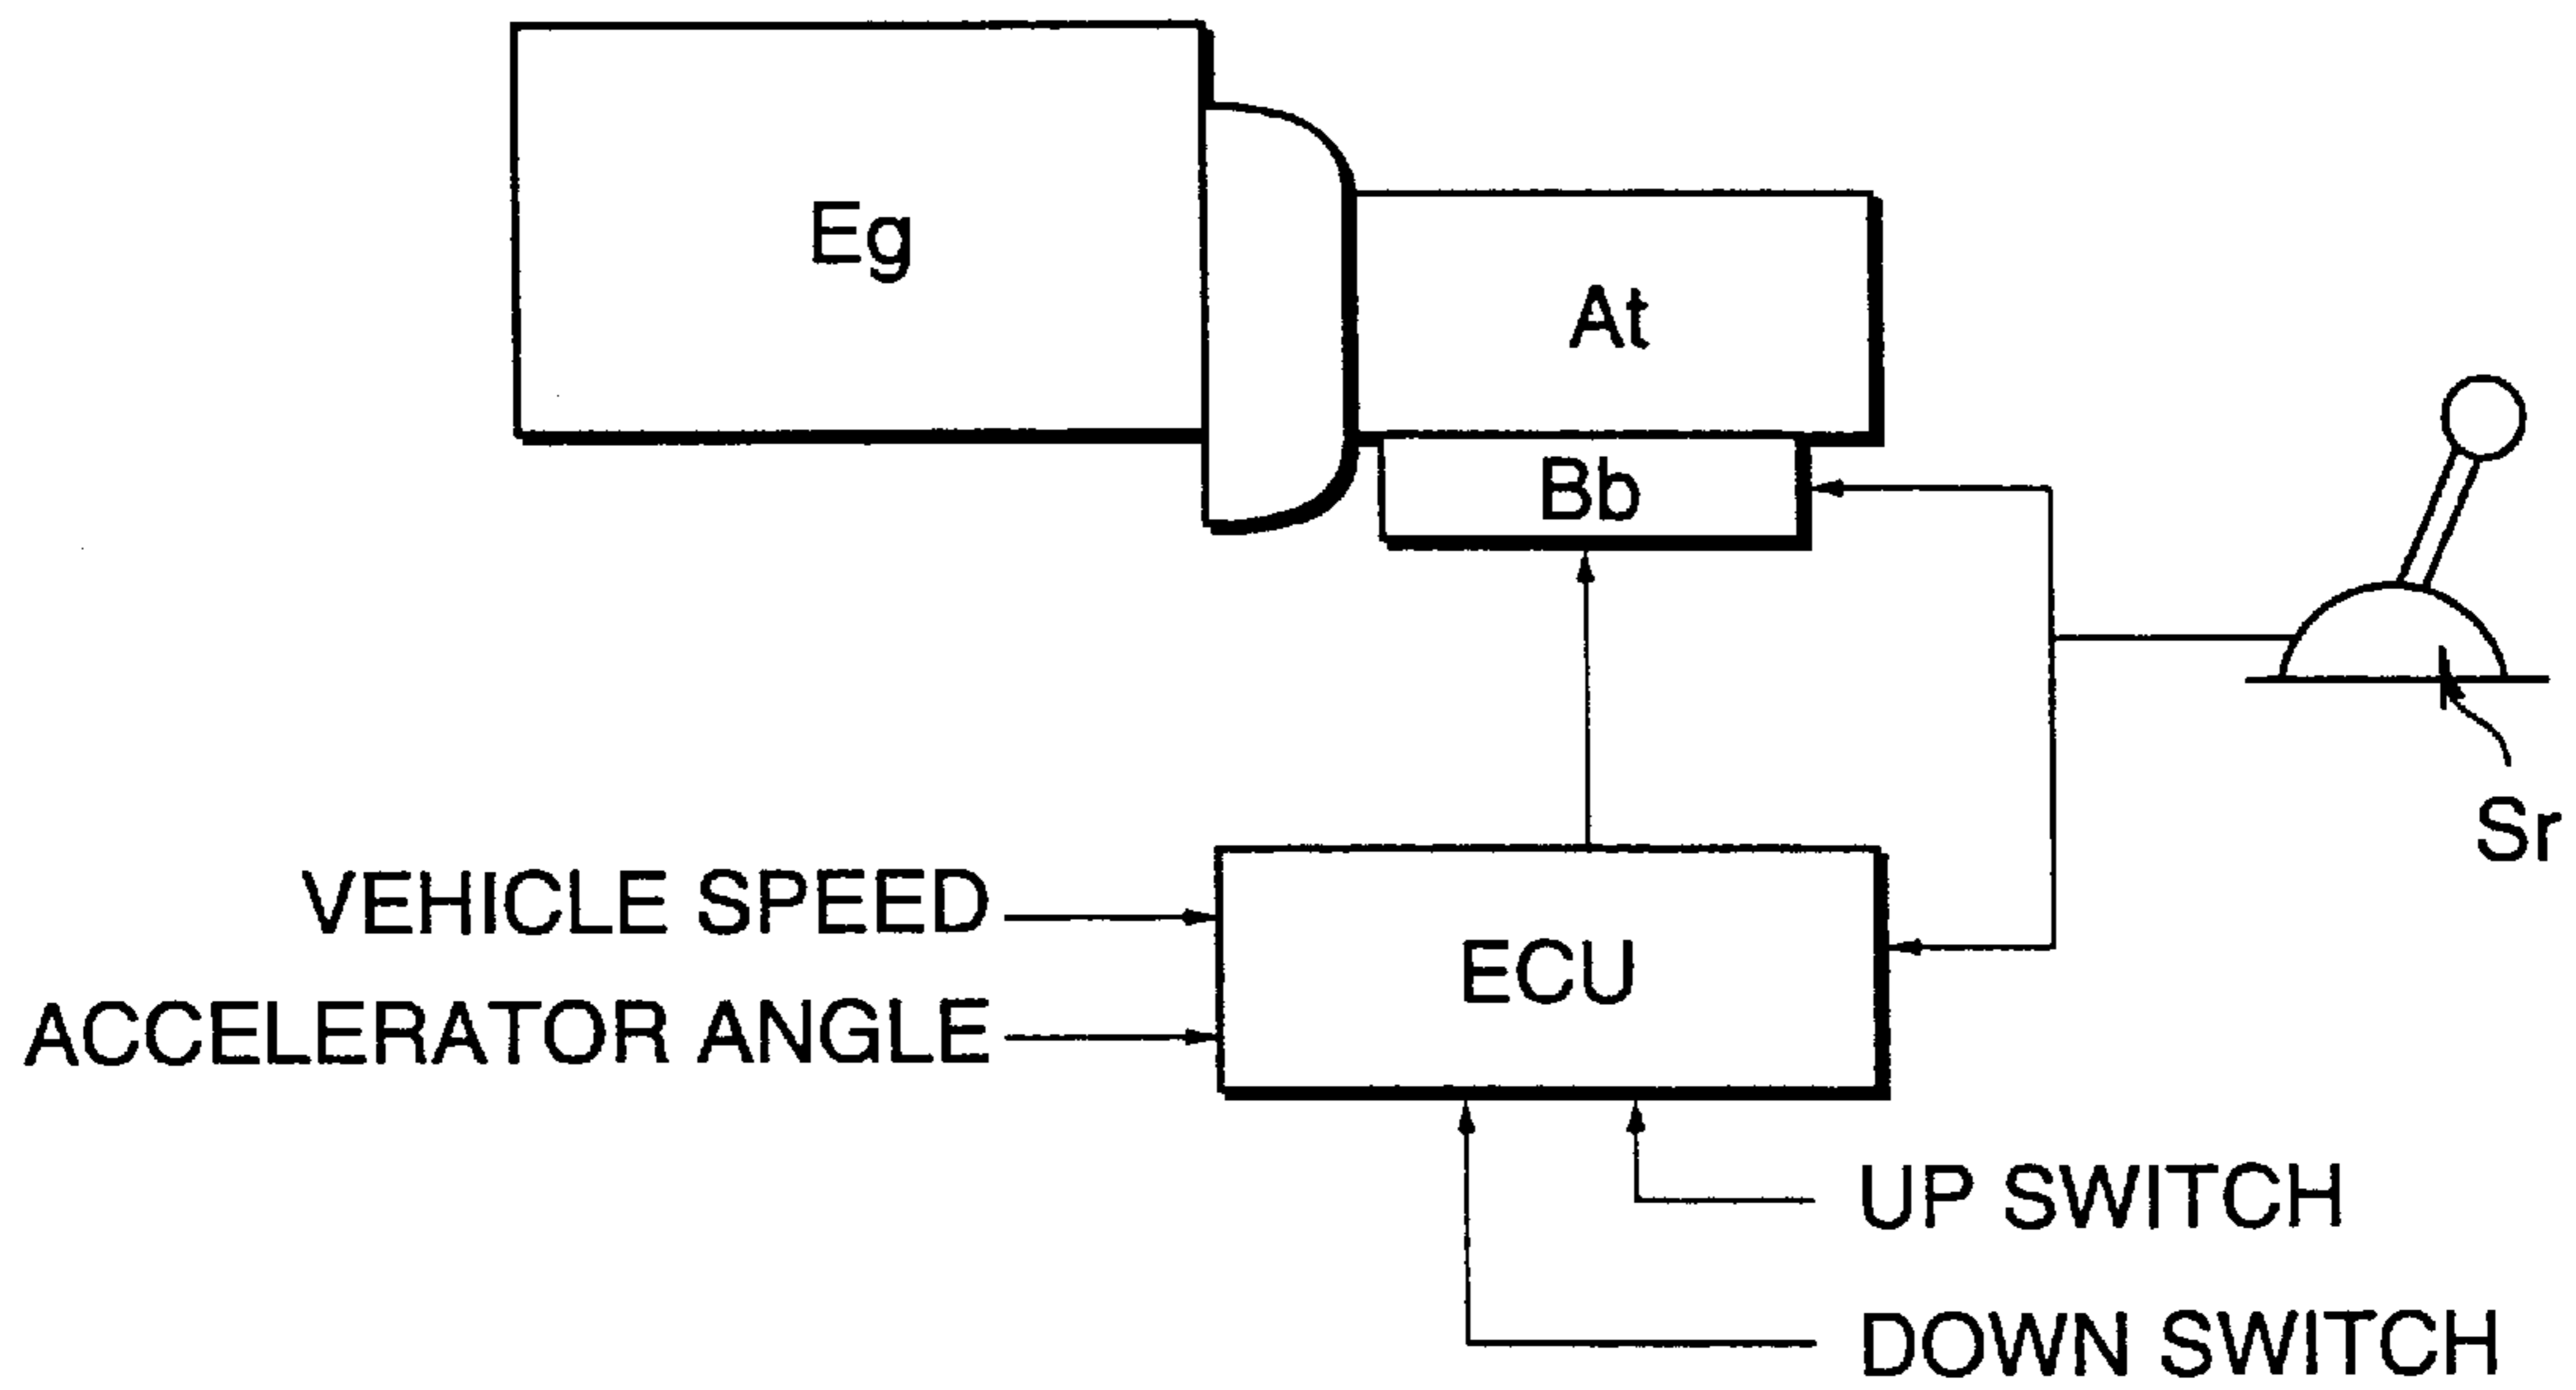 Eg
At
Bb
Sr
VEHICLE SPEED
ECU
ACCELERATOR ANGLE
UP SWITCH
DOWN SWITCH